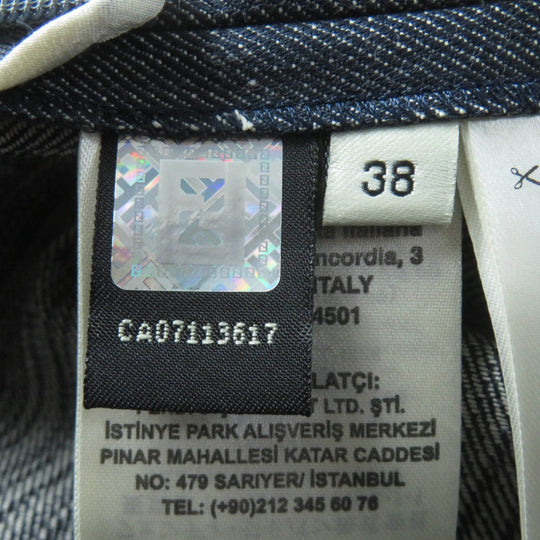 38
CA07113617
Italiana
ncordia, 3
ITALY
4501
LATÇI:
T LTD. ŞTİ.
İSTİNYE PARK ALIŞVERİŞ MERKEZİ
PINAR MAHALLESİ KATAR CADDESİ
NO: 479 SARIYER/ İSTANBUL
TEL: (+90)212 345 60 76